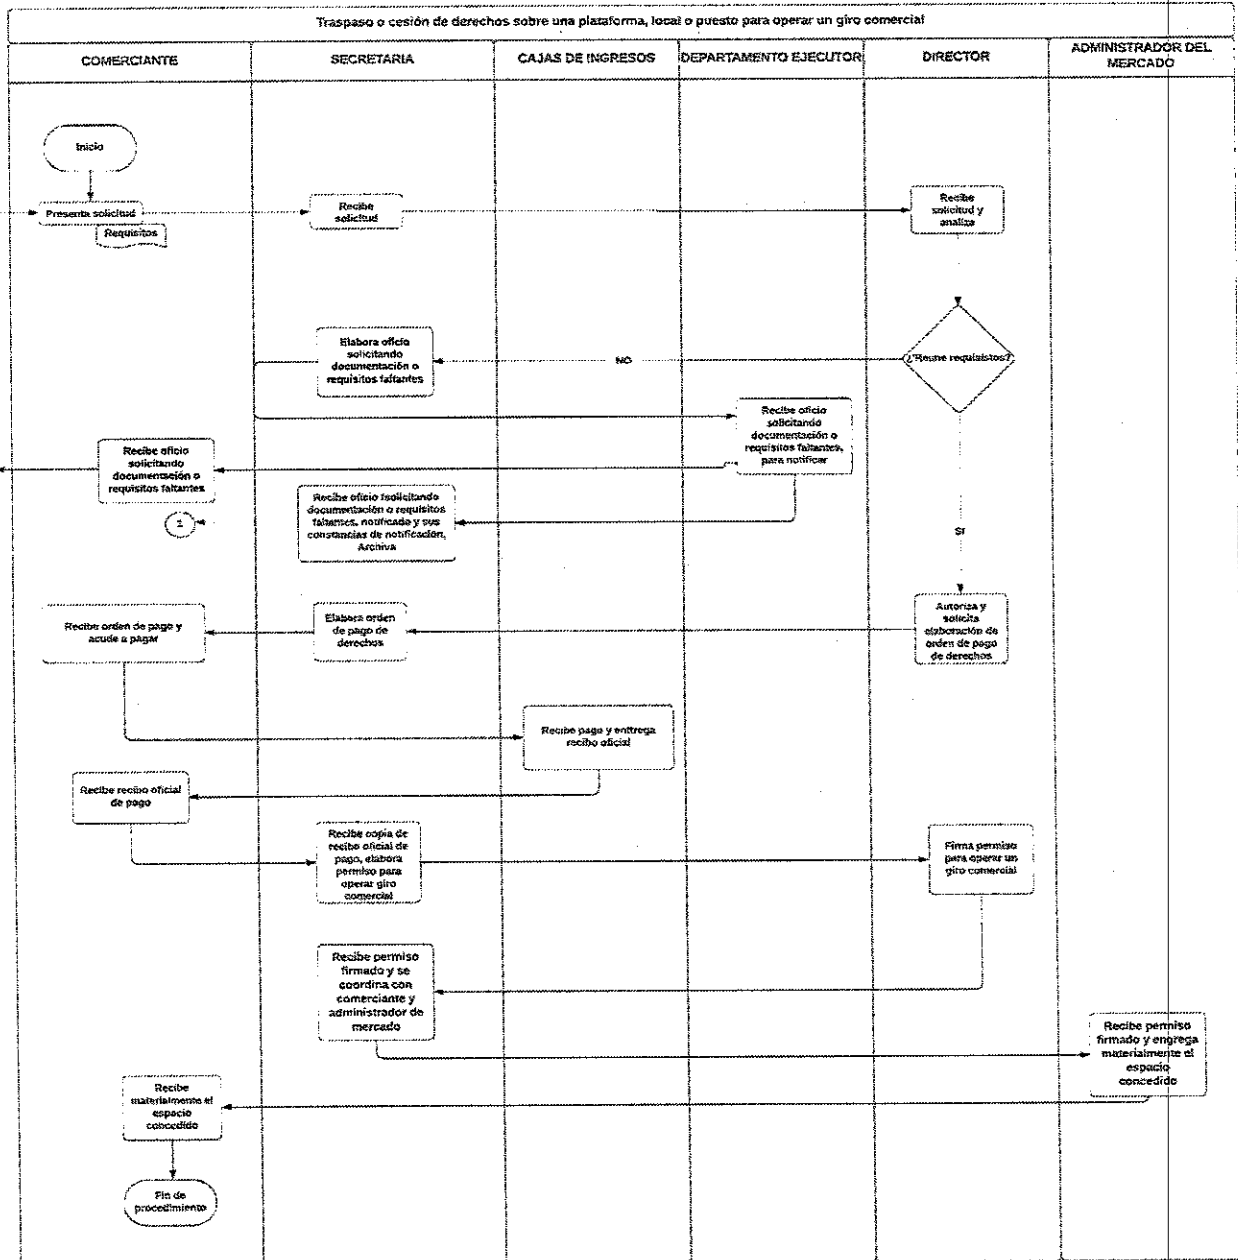 Traspaso o cesión de derechos sobre una plataforma, local o puesto para operar un giro comercial
COMERCIANTE
SECRETARIA
CAJAS DE INGRESOS
DEPARTAMENTO EJECUTOR
DIRECTOR
ADMINISTRADOR DEL
MERCADO
Inicio
Presenta solicitud
Requisitos
Recibe
solicitud
Recibe
solicitud y
analiza
Elabora oficio
solicitando
documentación o
requisitos faltantes
NO
¿Reune requisistos?
Recibe oficio
solicitando
documentación o
requisitos faltantes,
para notificar
Recibe oficio
solicitando
documentación o
requisitos faltantes
Recibe oficio fsolicitando
documentación o requisitos
faltantes, notificado y sus
constancias de notificación,
Archiva
1
SI
Recibe orden de pago y
acude a pagar
Elabora orden
de pago de
derechos
Autoriza y
solicita
elaboración de
orden de pago
de derechos
Recibe pago y enttrega
recibo oficial
Recibe recibo oficial
de pago
Recibe copia de
recibo oficial de
pago, elabora
permiso para
operar giro
comercial
Firma permiso
para operar un
giro comercial
Recibe permiso
firmado y se
coordina con
comerciante y
administrador de
mercado
Recibe permiso
firmado y engrega
materialmente el
espacio
concedido
Recibe
materialmente el
espacio
concedido
Fin de
procedimiento